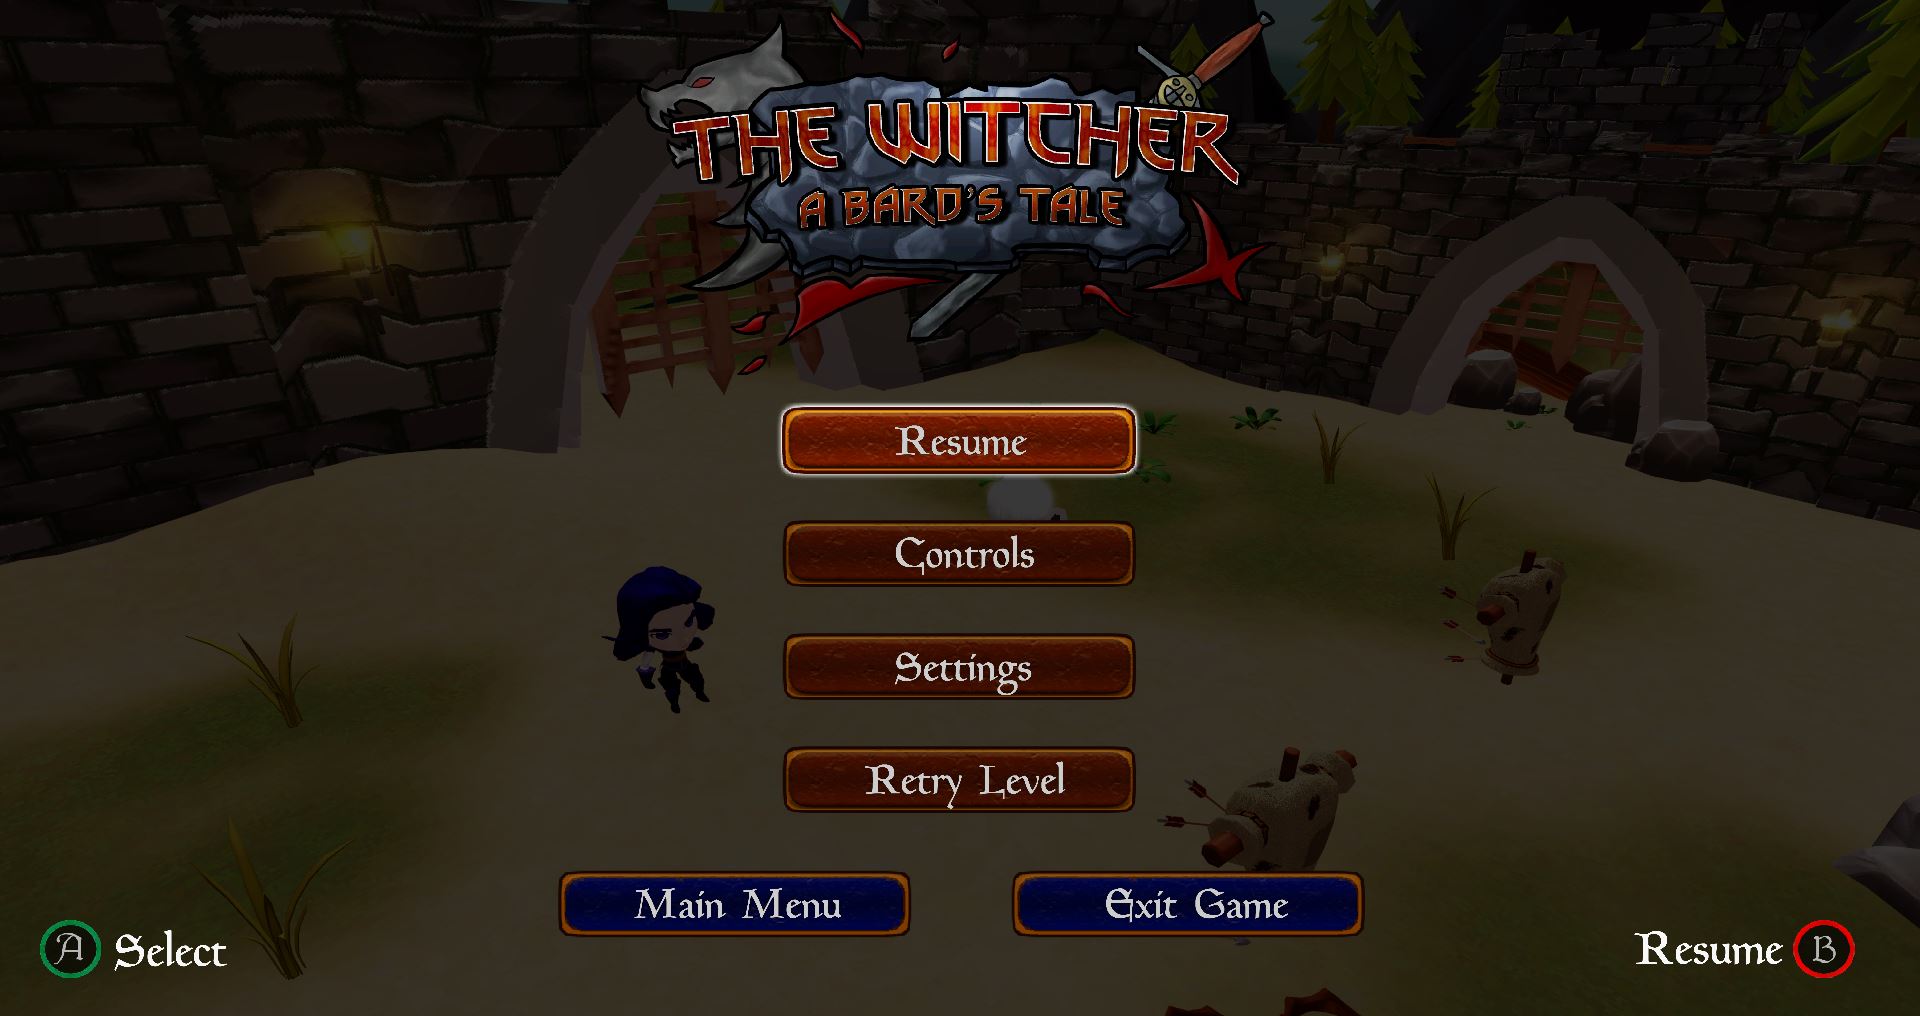 THE WITCHER
A BARD'S TALE
Resume
Controls
Settings
Retry Level
Main Menu
Exit Game
A Select
Resume B